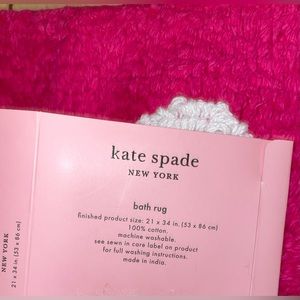 kate spade
NEW YORK
bath rug
finished product size: 21 x 34 in. (53 x 86 cm)
100% cotton.
machine washable.
see sewn in care label on product
for full washing instructions.
made in india.
NEW YORK
21 x 34 in (53 x 86 cm)